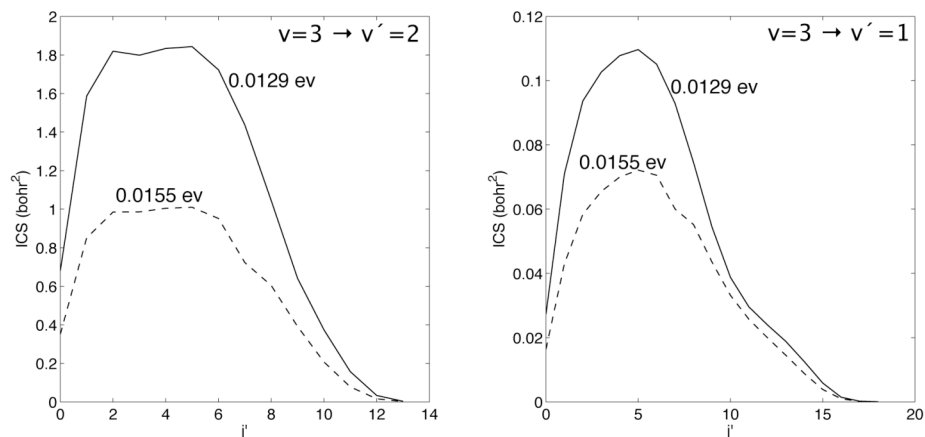 v=3 → v´=2
0.0129 ev
0.0155 ev
ICS (bohr²)
2
1.8
1.6
1.4
1.2
1
0.8
0.6
0.4
0.2
0
0 2 4 6 8 10 12 14
j'
v=3 → v´=1
0.0129 ev
0.0155 ev
ICS (bohr²)
0.12
0.1
0.08
0.06
0.04
0.02
0
0 5 10 15 20
j'